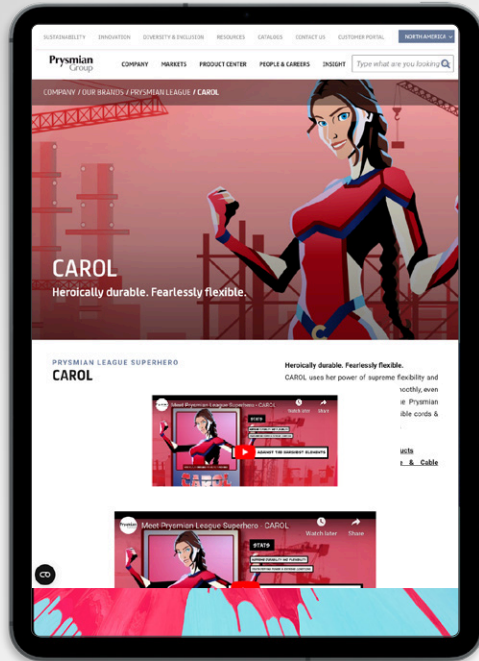 SUSTAINABILITY INNOVATION DIVERSITY & INCLUSION RESOURCES CATALOGS CONTACT US CUSTOMER PORTAL NORTH AMERICA
Prysmian
Group
COMPANY MARKETS PRODUCT CENTER PEOPLE & CAREERS INSIGHT Type what are you looking
COMPANY / OUR BRANDS / PRYSMIAN LEAGUE / CAROL
CAROL
Heroically durable. Fearlessly flexible.
PRYSMIAN LEAGUE SUPERHERO
CAROL
Heroically durable. Fearlessly flexible.
CAROL uses her power of supreme flexibility and
oothly, even
Prysmian
ible cords &
ucts
& Cable
Meet Prysmian League Superhero - CAROL
Watch later Share
STATS
AGAINST THE HARSHEST ELEMENTS
CAROL
Meet Prysmian League Superhero - CAROL
Watch later Share
STATS